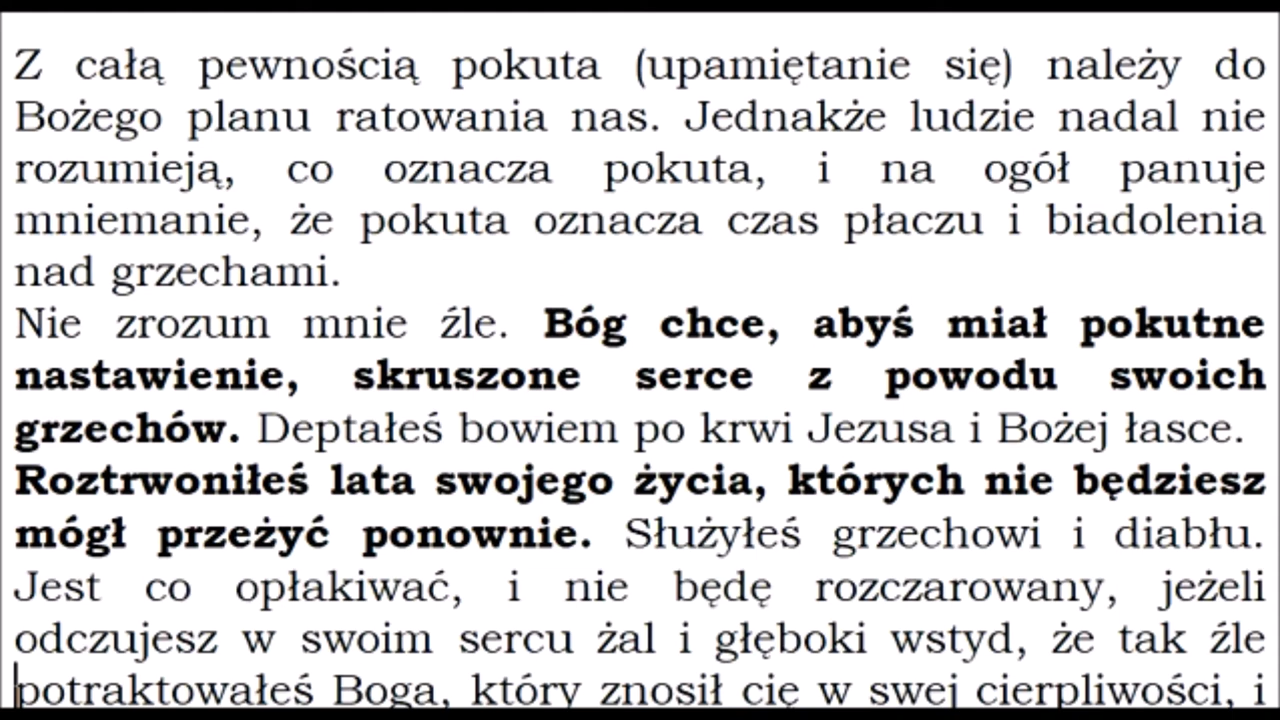 Z całą pewnością pokuta (upamiętanie się) należy do
Bożego planu ratowania nas. Jednakże ludzie nadal nie
rozumieją, co oznacza pokuta, i na ogół panuje
mniemanie, że pokuta oznacza czas płaczu i biadolenia
nad grzechami.
Nie zrozum mnie źle. Bóg chce, abyś miał pokutne
nastawienie, skruszone serce z powodu swoich
grzechów. Deptałeś bowiem po krwi Jezusa i Bożej łasce.
Roztrwoniłeś lata swojego życia, których nie będziesz
mógł przeżyć ponownie. Służyłeś grzechowi i diabłu.
Jest co opłakiwać, i nie będę rozczarowany, jeżeli
odczujesz w swoim sercu żal i głęboki wstyd, że tak źle
potraktowałeś Boga, który znosił cię w swej cierpliwości, i